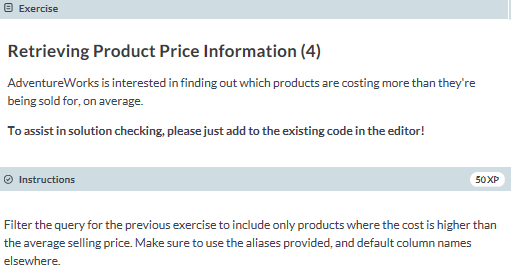 Exercise
Retrieving Product Price Information (4)
AdventureWorks is interested in finding out which products are costing more than they're
being sold for, on average.
To assist in solution checking, please just add to the existing code in the editor!
Instructions
50 XP
Filter the query for the previous exercise to include only products where the cost is higher than
the average selling price. Make sure to use the aliases provided, and default column names
elsewhere.